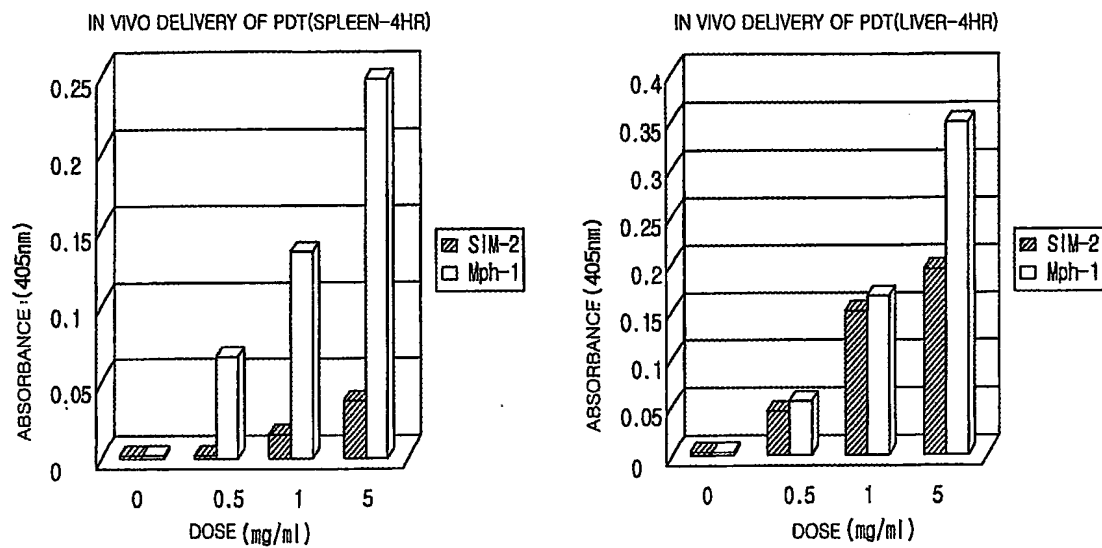 IN VIVO DELIVERY OF PDT(SPLEEN-4HR)
0.25
0.2
0.15
0.1
0.05
0
ABSORBANCE:(405nm)
0 0.5 1 5
DOSE (mg/ml)
SIM-2
Mph-1
IN VIVO DELIVERY OF PDT(LIVER-4HR)
0.4
0.35
0.3
0.25
0.2
0.15
0.1
0.05
0
ABSORBANCE (405nm)
0 0.5 1 5
DOSE (mg/ml)
SIM-2
Mph-1